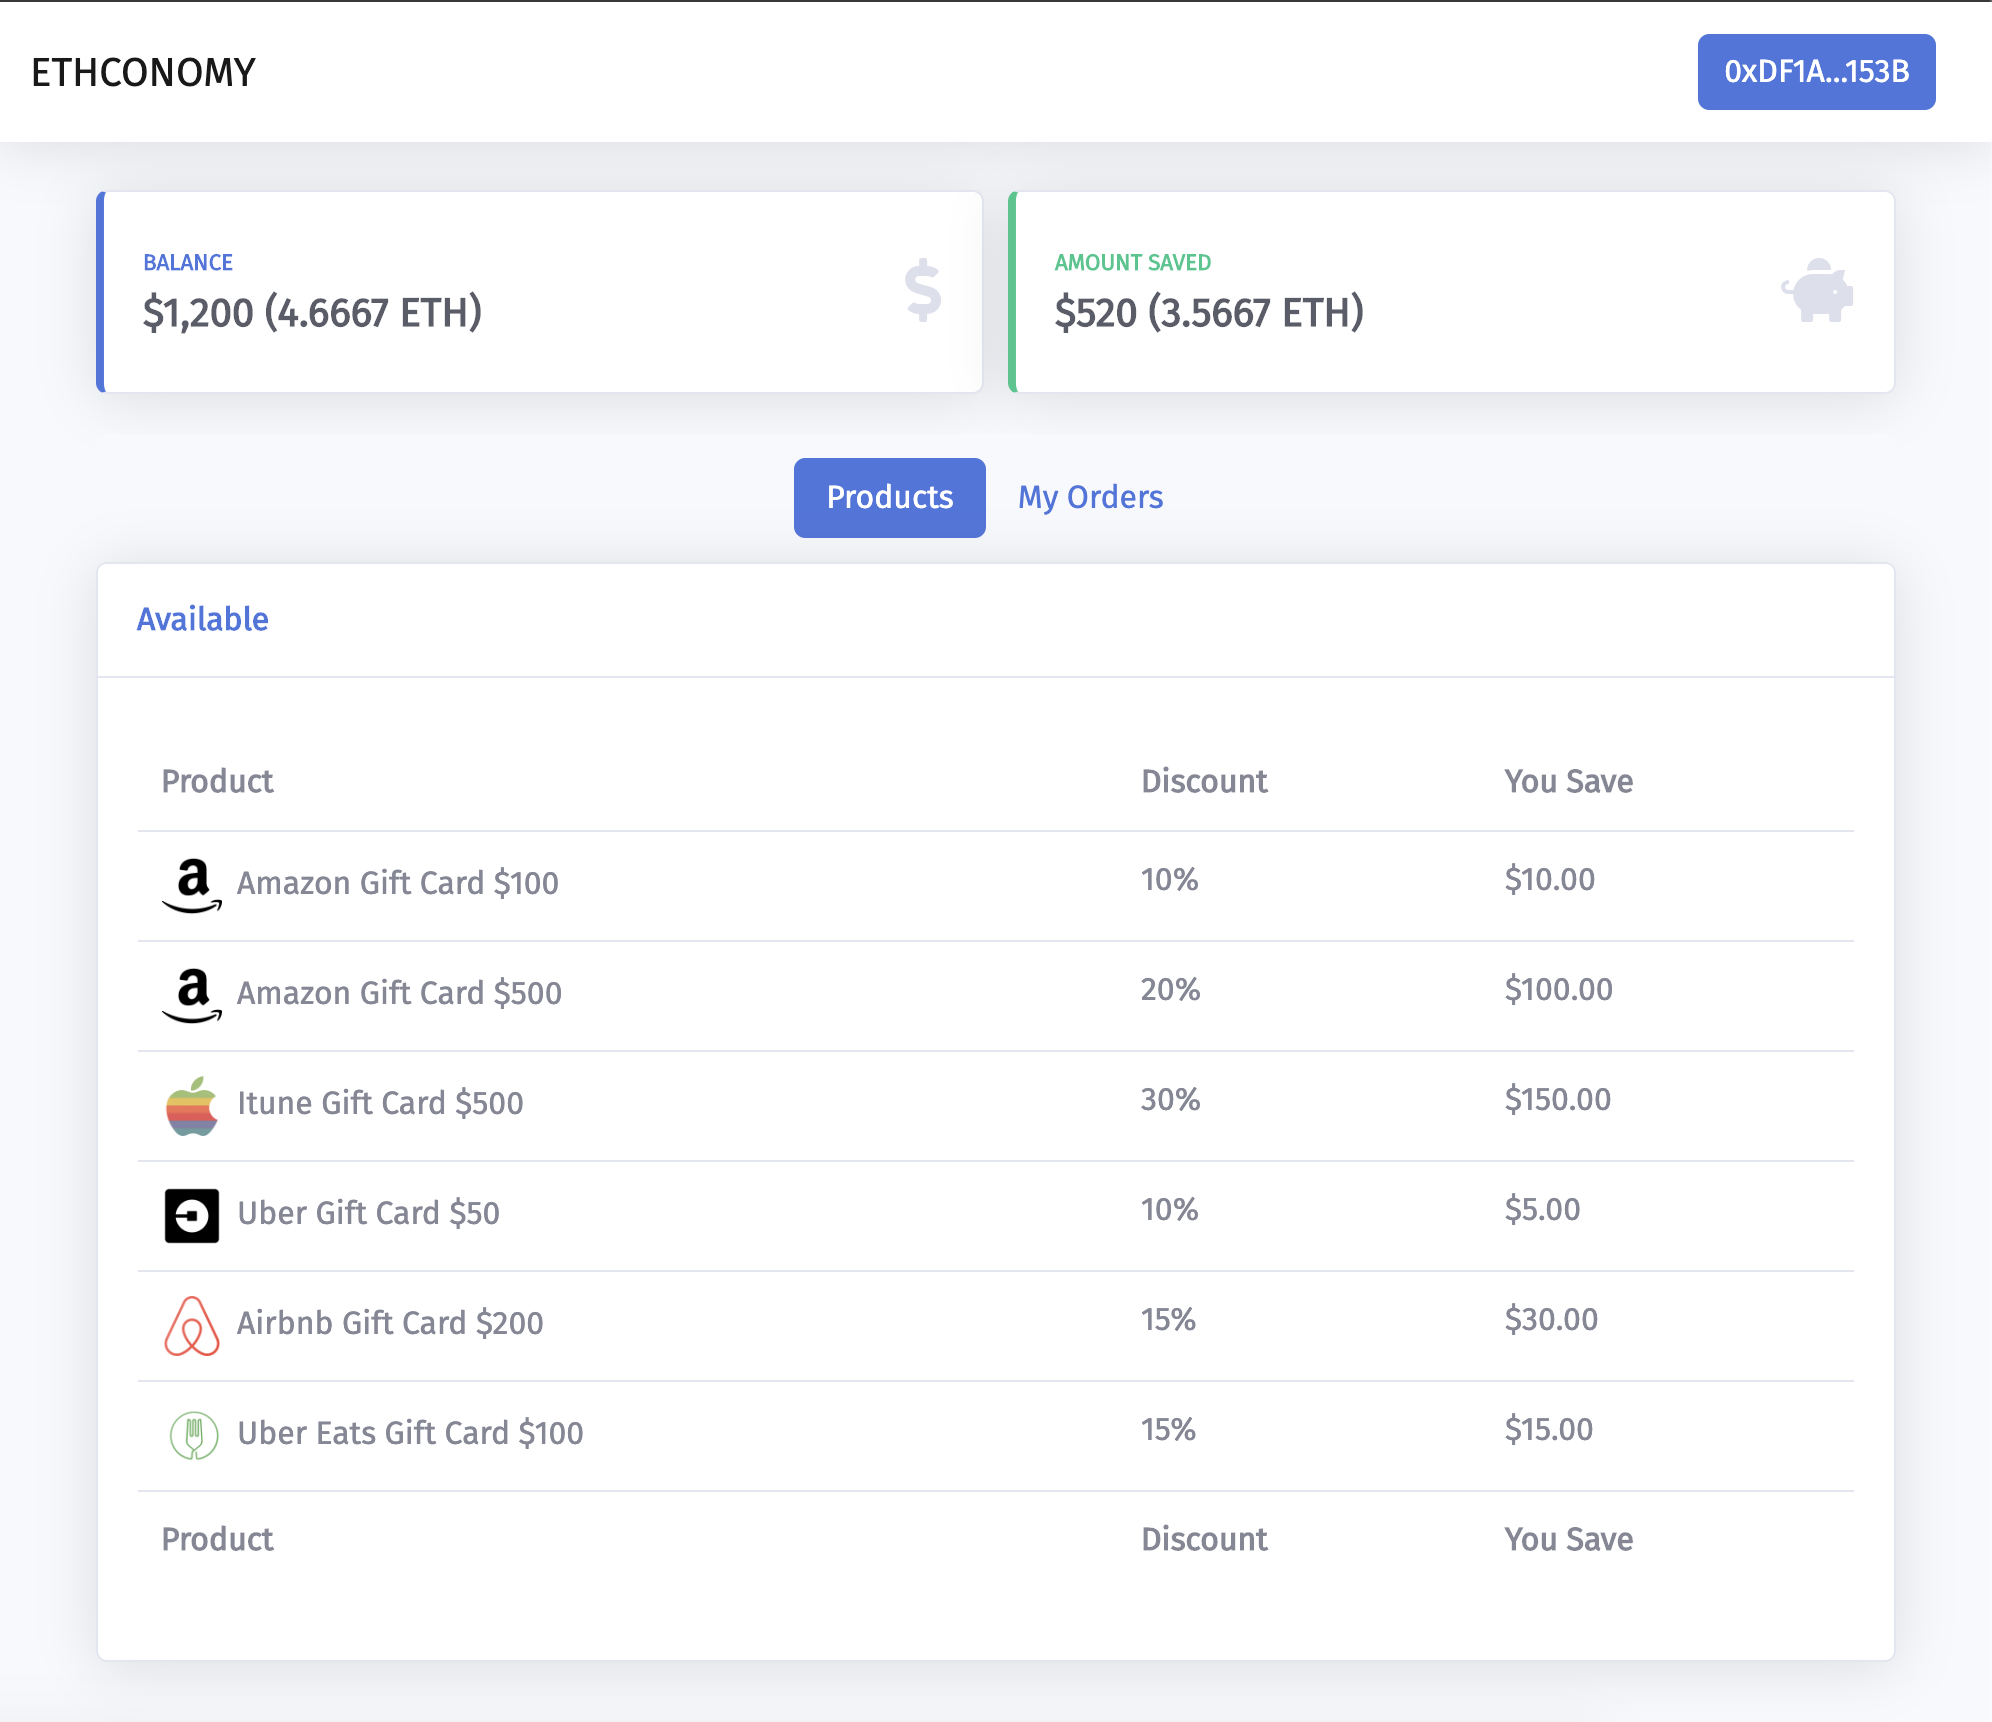 ETHCONOMY
0xDF1A...153B
BALANCE
$1,200 (4.6667 ETH)
AMOUNT SAVED
$520 (3.5667 ETH)
Products My Orders
Available
Product Discount You Save
Amazon Gift Card $100 10% $10.00
Amazon Gift Card $500 20% $100.00
Itune Gift Card $500 30% $150.00
Uber Gift Card $50 10% $5.00
Airbnb Gift Card $200 15% $30.00
Uber Eats Gift Card $100 15% $15.00
Product Discount You Save